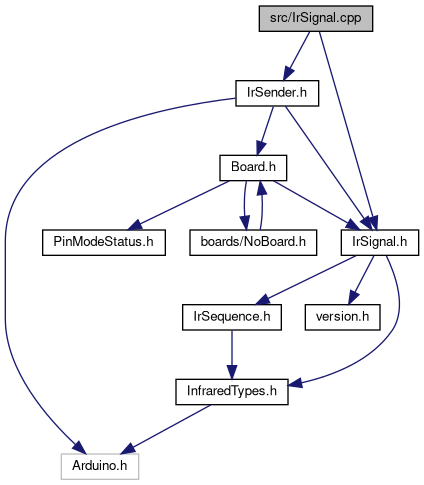 src/IrSignal.cpp
IrSender.h
Board.h
PinModeStatus.h
boards/NoBoard.h
IrSignal.h
IrSequence.h
version.h
InfraredTypes.h
Arduino.h